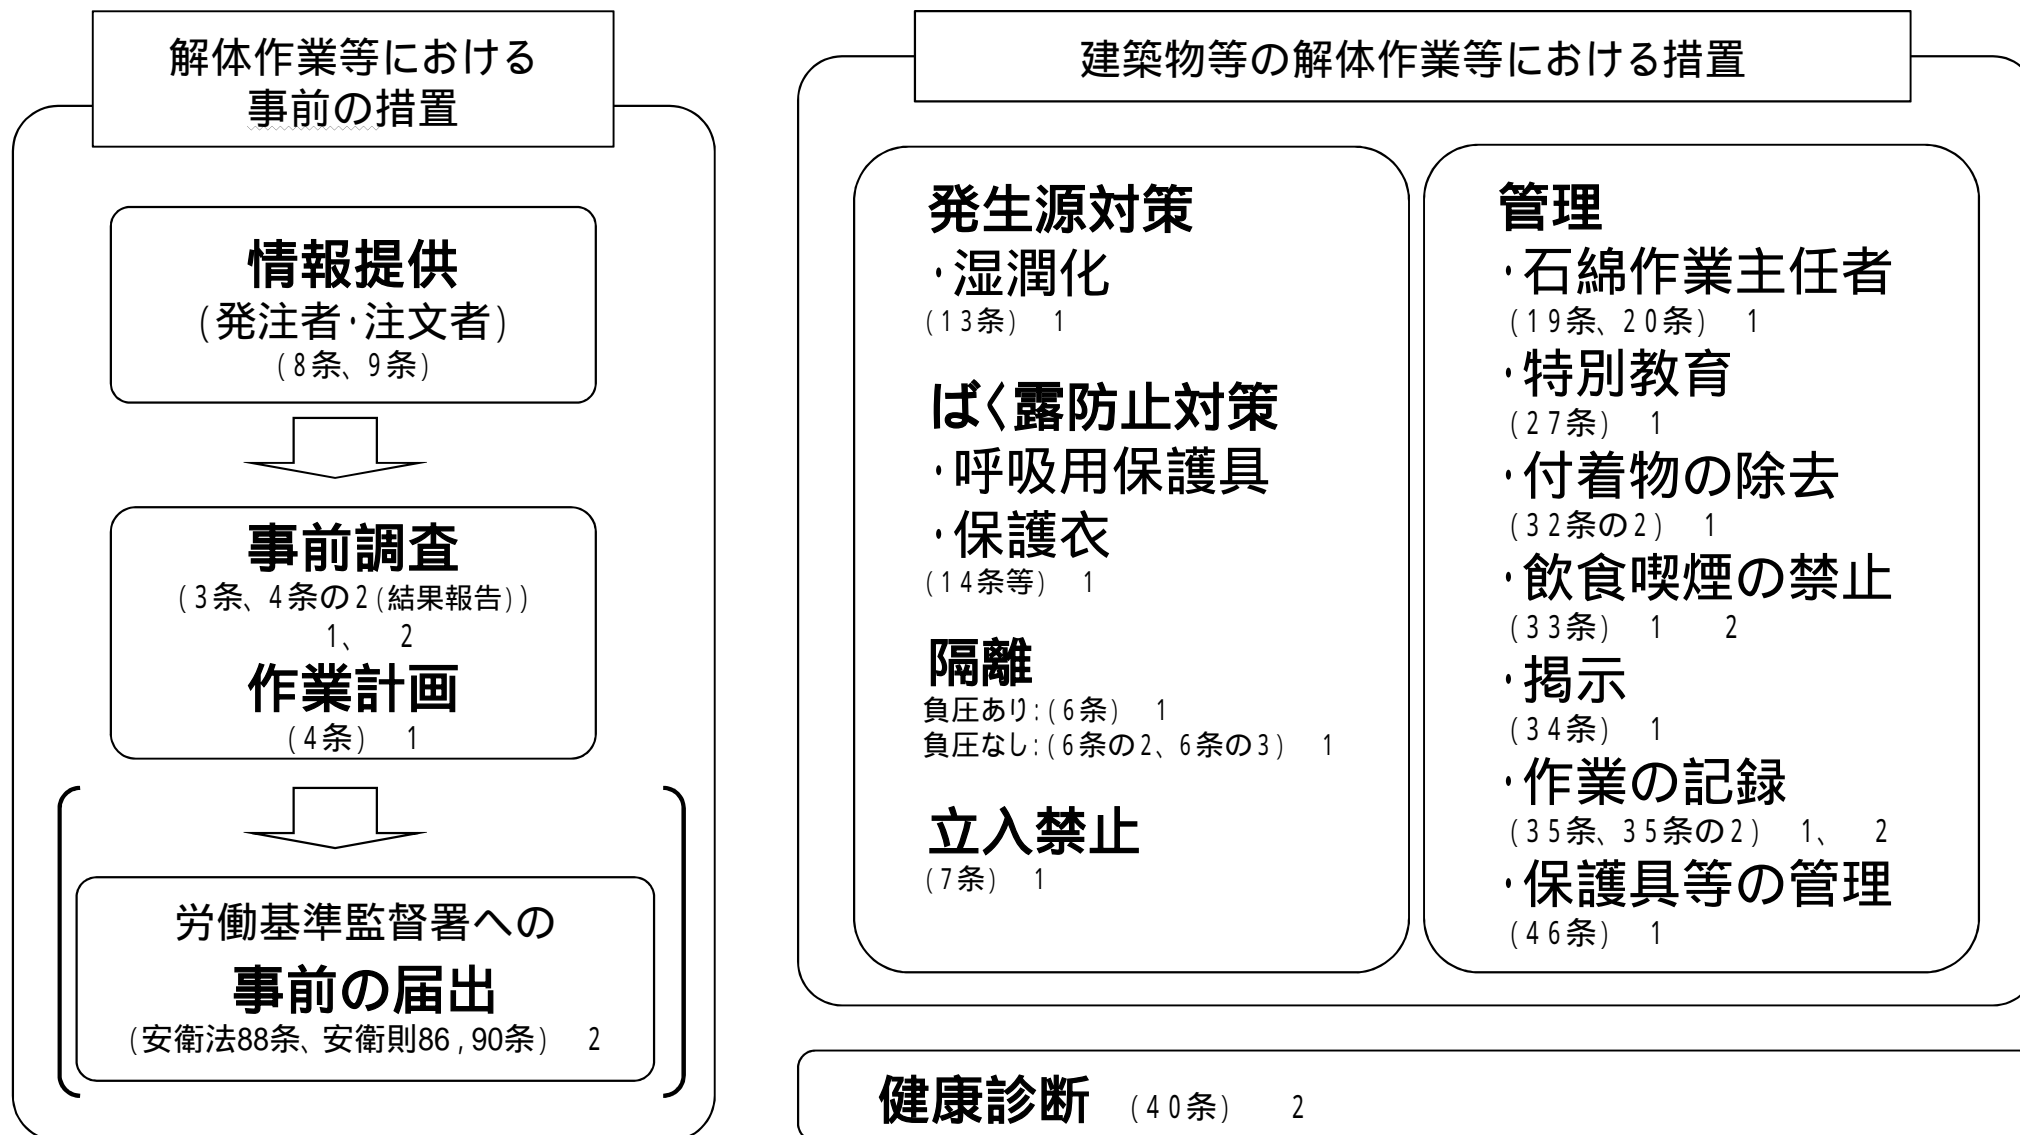 解体作業等における
事前の措置
情報提供
(発注者・注文者)
(8条、9条)
事前調査
(3条、4条の2(結果報告))
1、 2
作業計画
(4条) 1
労働基準監督署への
事前の届出
(安衛法88条、安衛則86,90条) 2
建築物等の解体作業等における措置
発生源対策
・湿潤化
(13条) 1
ばく露防止対策
・呼吸用保護具
・保護衣
(14条等) 1
隔離
負圧あり:(6条) 1
負圧なし:(6条の2、6条の3) 1
立入禁止
(7条) 1
管理
・石綿作業主任者
(19条、20条) 1
・特別教育
(27条) 1
・付着物の除去
(32条の2) 1
・飲食喫煙の禁止
(33条) 1 2
・掲示
(34条) 1
・作業の記録
(35条、35条の2) 1、 2
・保護具等の管理
(46条) 1
健康診断 (40条) 2